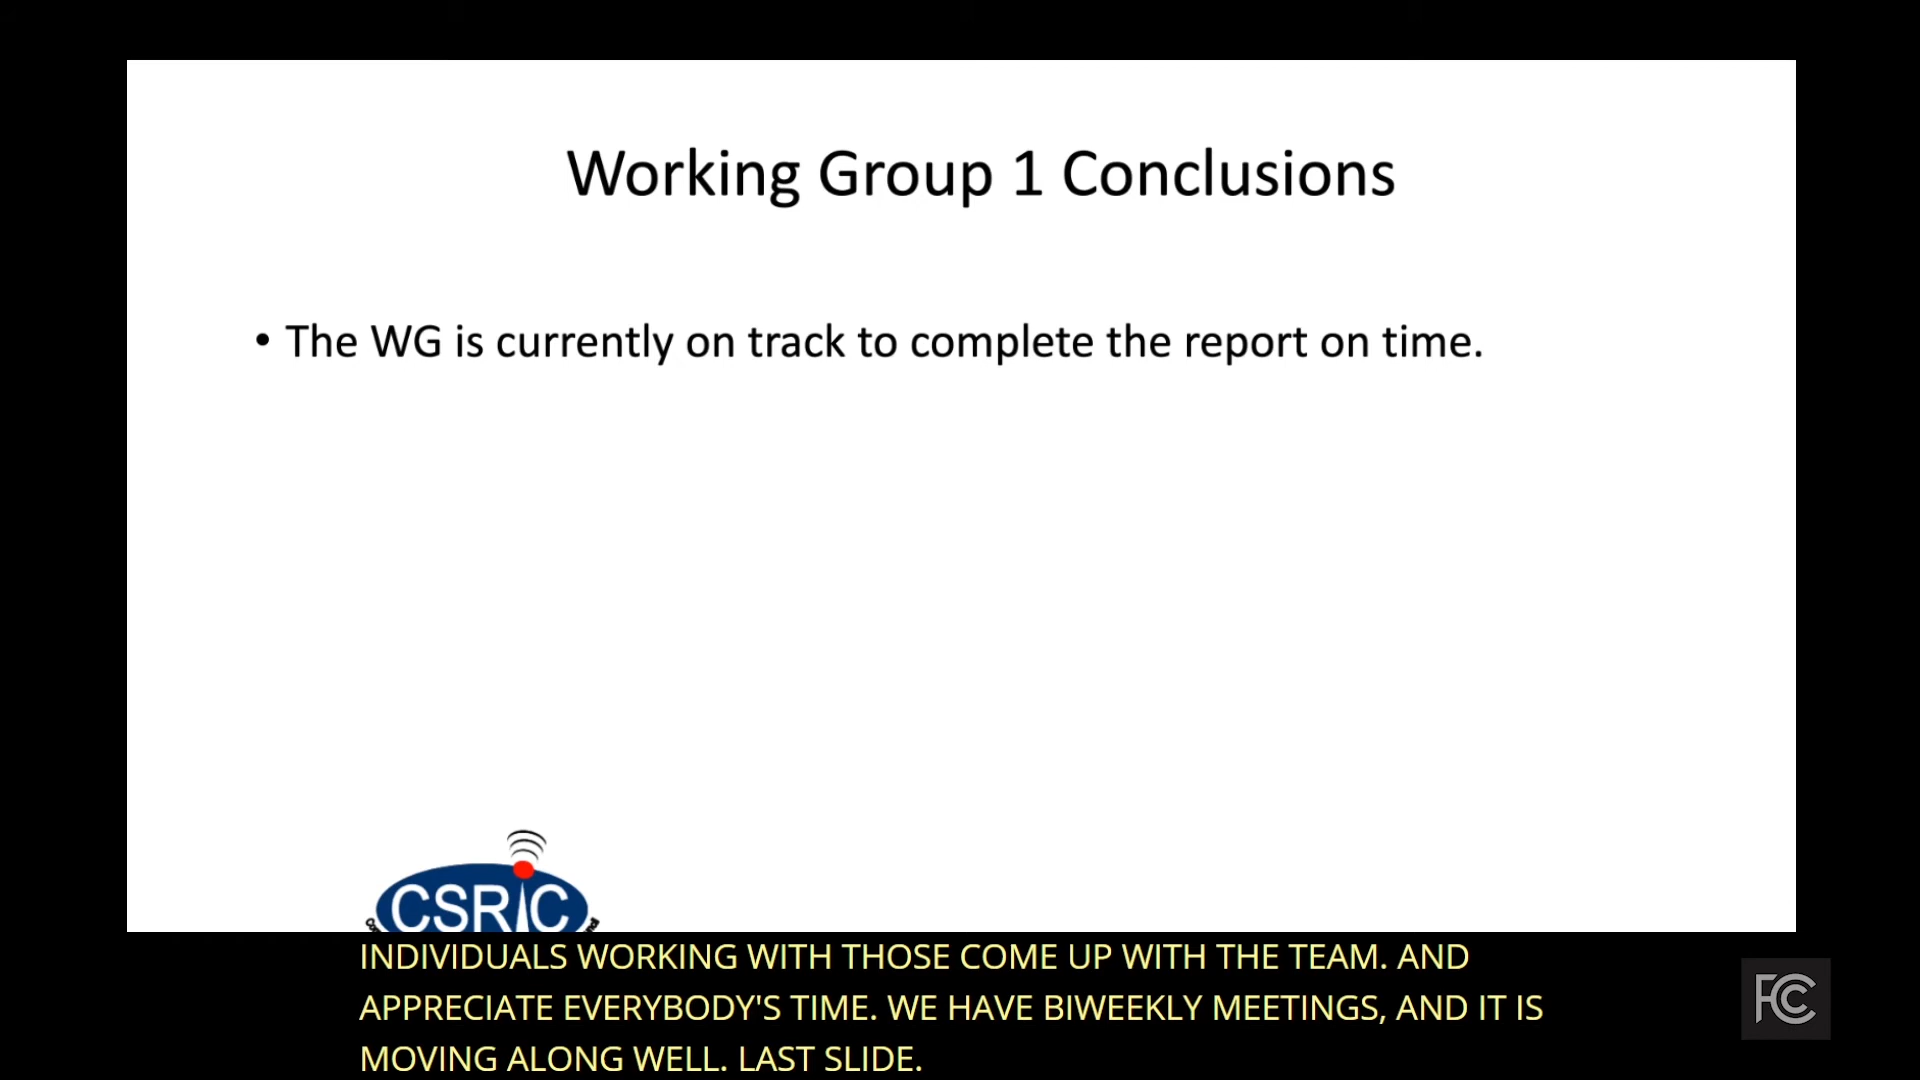 Working Group 1 Conclusions
• The WG is currently on track to complete the report on time.
CSRIC
INDIVIDUALS WORKING WITH THOSE COME UP WITH THE TEAM. AND
APPRECIATE EVERYBODY'S TIME. WE HAVE BIWEEKLY MEETINGS, AND IT IS
MOVING ALONG WELL. LAST SLIDE.
FCC